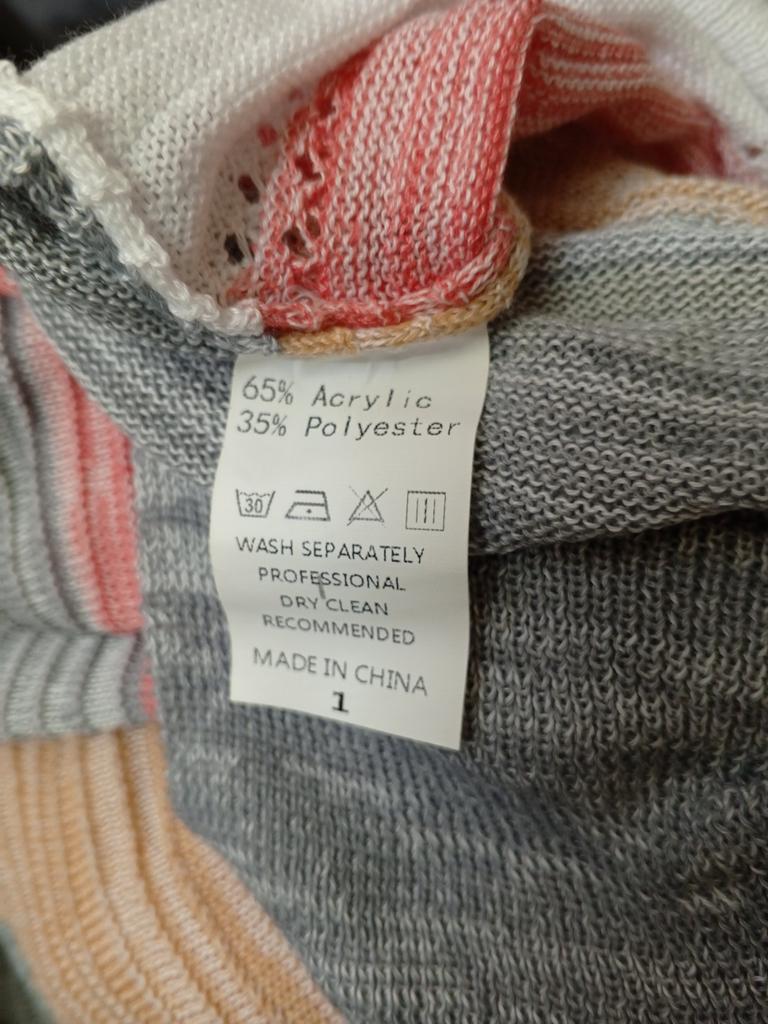 65% Acrylic
35% Polyester
30
WASH SEPARATELY
PROFESSIONAL
DRY CLEAN
RECOMMENDED
MADE IN CHINA
1